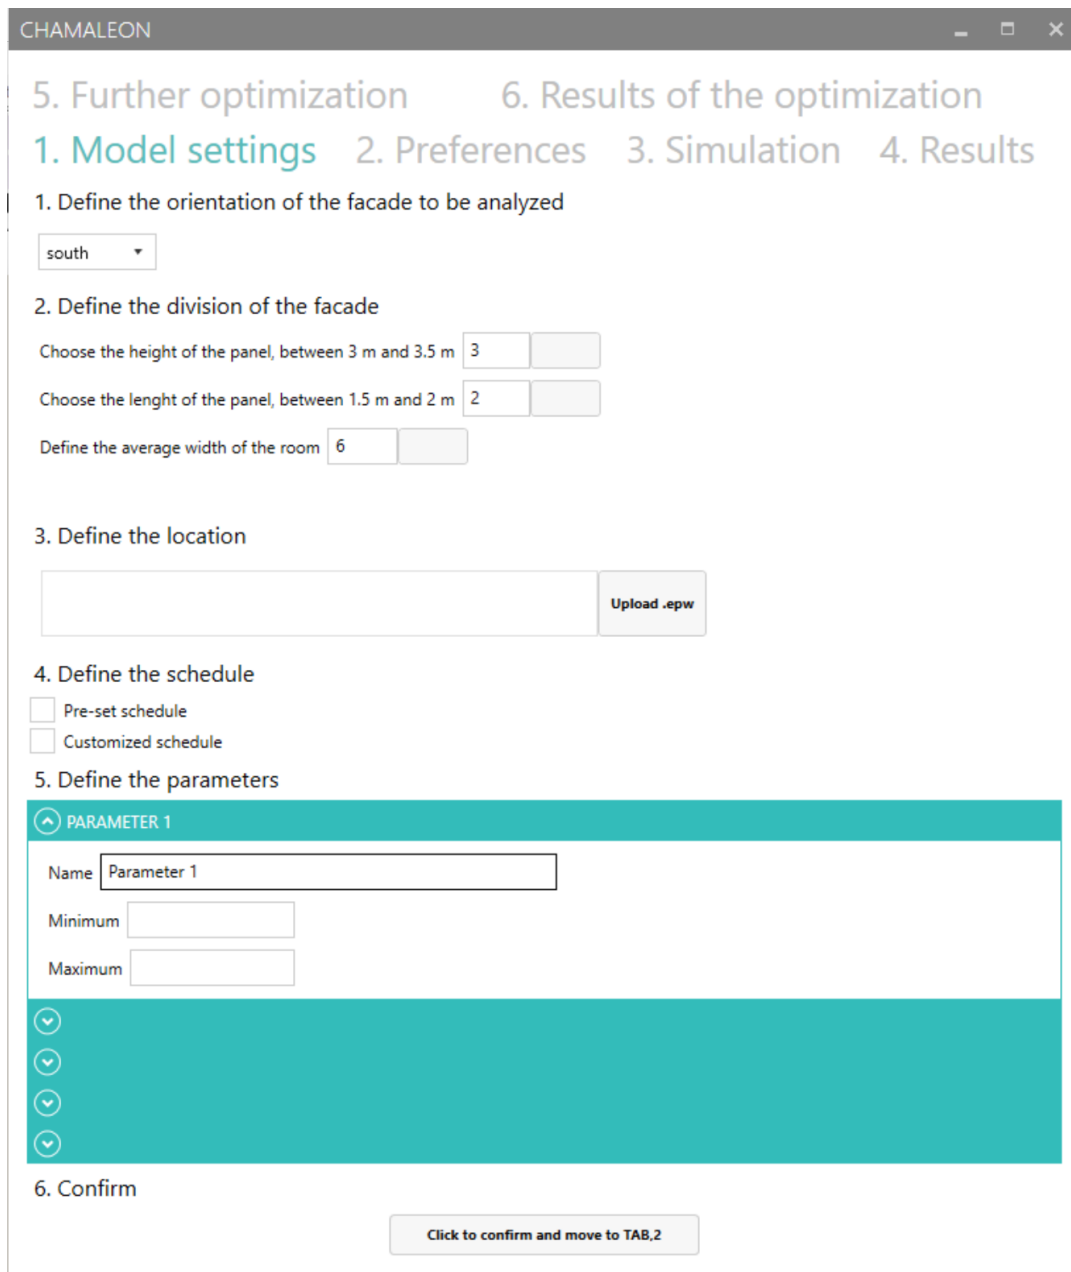 CHAMALEON
5. Further optimization 6. Results of the optimization
1. Model settings 2. Preferences 3. Simulation 4. Results
1. Define the orientation of the facade to be analyzed
south
2. Define the division of the facade
Choose the height of the panel, between 3 m and 3.5 m 3
Choose the lenght of the panel, between 1.5 m and 2 m 2
Define the average width of the room 6
3. Define the location
Upload .epw
4. Define the schedule
Pre-set schedule
Customized schedule
5. Define the parameters
PARAMETER 1
Name Parameter 1
Minimum
Maximum
6. Confirm
Click to confirm and move to TAB,2